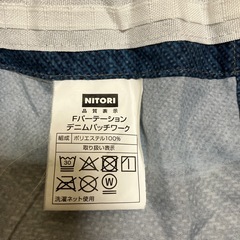 NITORI
品質表示
Fパーテーション
デニムパッチワーク
組成 ポリエステル100%
取り扱い表示
30
洗濯ネット使用